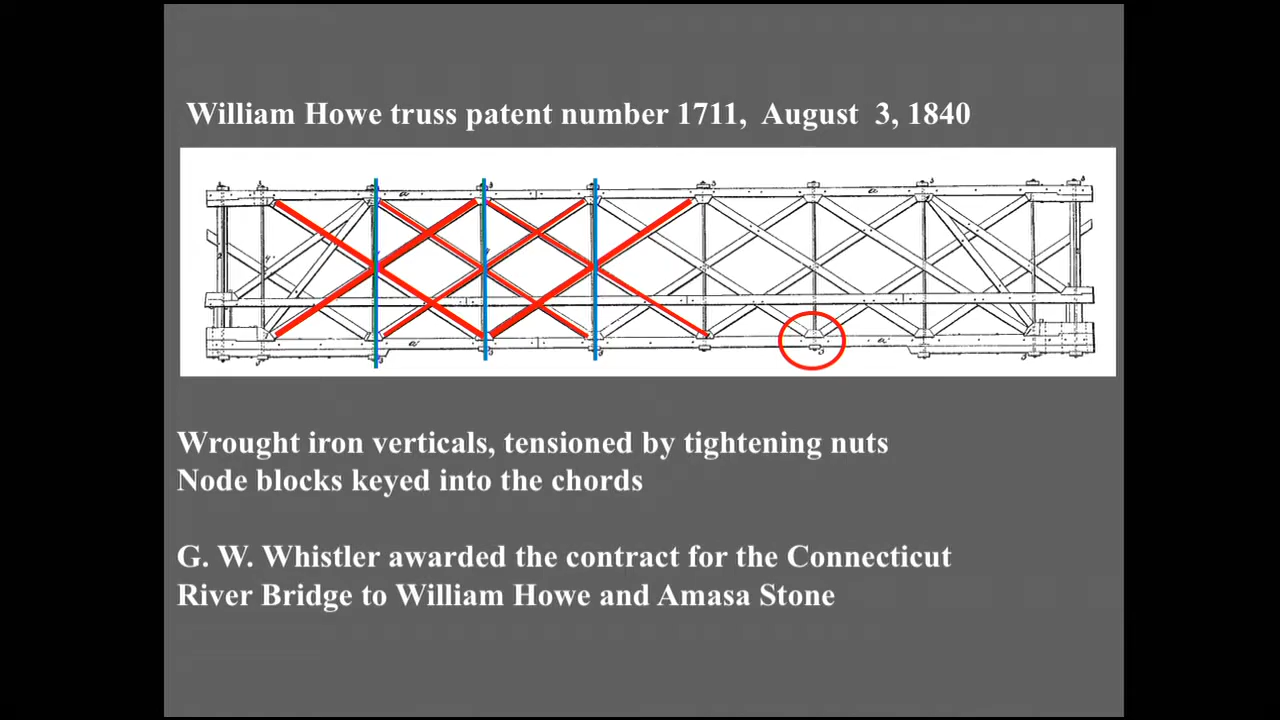 William Howe truss patent number 1711, August 3, 1840
Wrought iron verticals, tensioned by tightening nuts
Node blocks keyed into the chords
G. W. Whistler awarded the contract for the Connecticut
River Bridge to William Howe and Amasa Stone